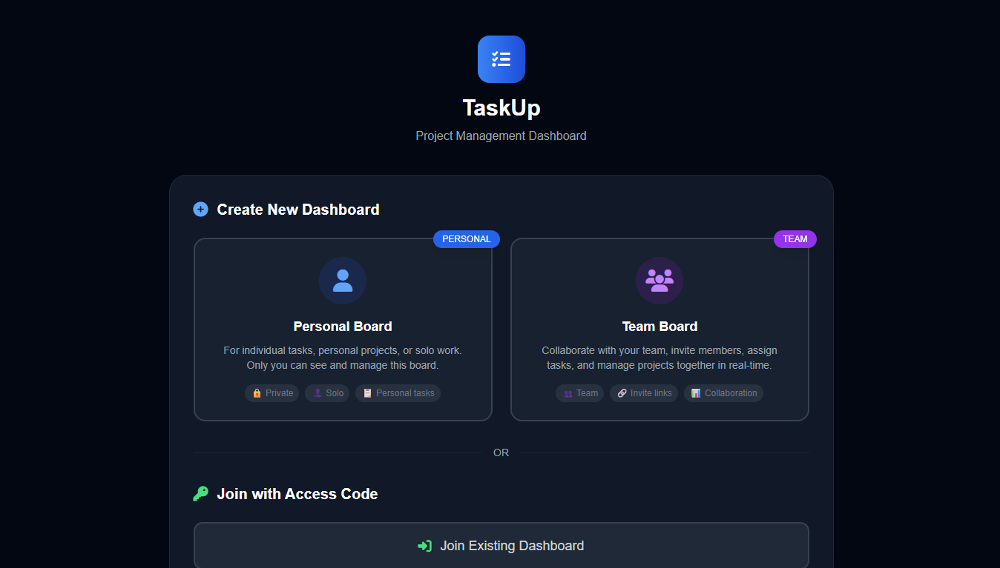 TaskUp
Project Management Dashboard
Create New Dashboard
PERSONAL
Personal Board
For individual tasks, personal projects, or solo work.
Only you can see and manage this board.
Private
Solo
Personal tasks
TEAM
Team Board
Collaborate with your team, invite members, assign
tasks, and manage projects together in real-time.
Team
Invite links
Collaboration
OR
Join with Access Code
Join Existing Dashboard